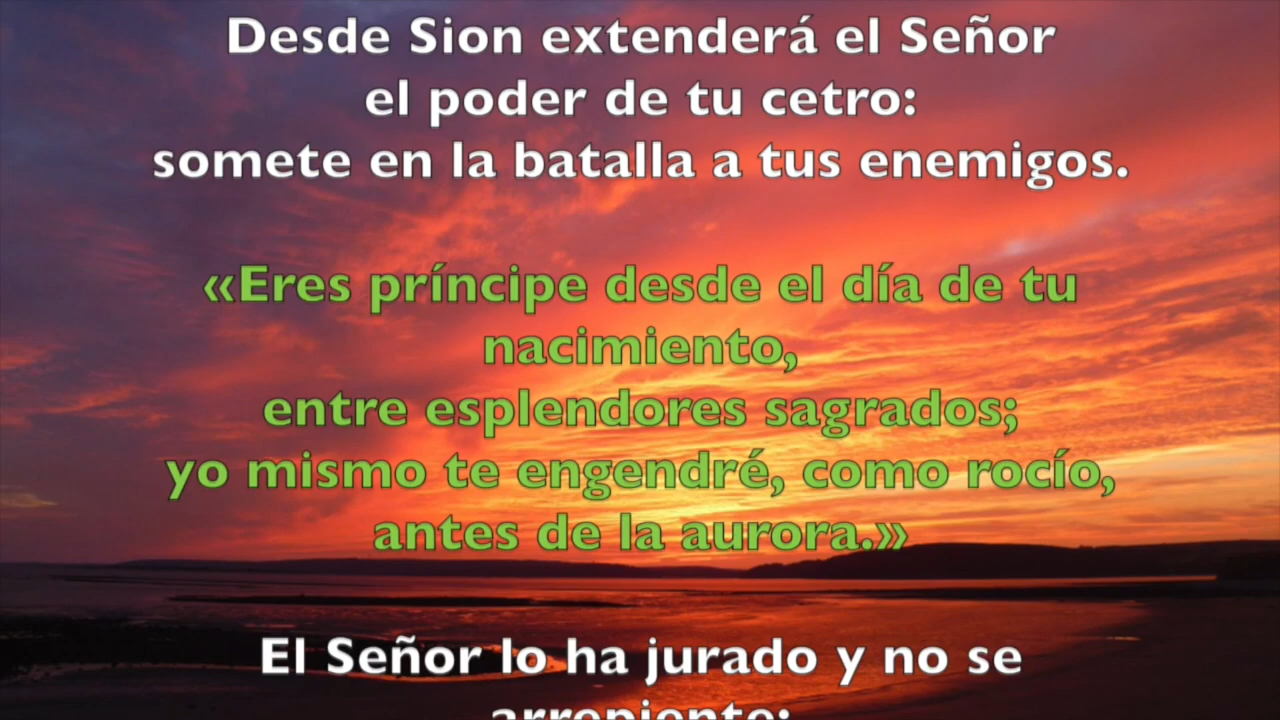 Desde Sion extenderá el Señor
el poder de tu cetro:
somete en la batalla a tus enemigos.
«Eres príncipe desde el día de tu
nacimiento,
entre esplendores sagrados;
yo mismo te engendré, como rocío,
antes de la aurora.»
El Señor lo ha jurado y no se
arrepiente: